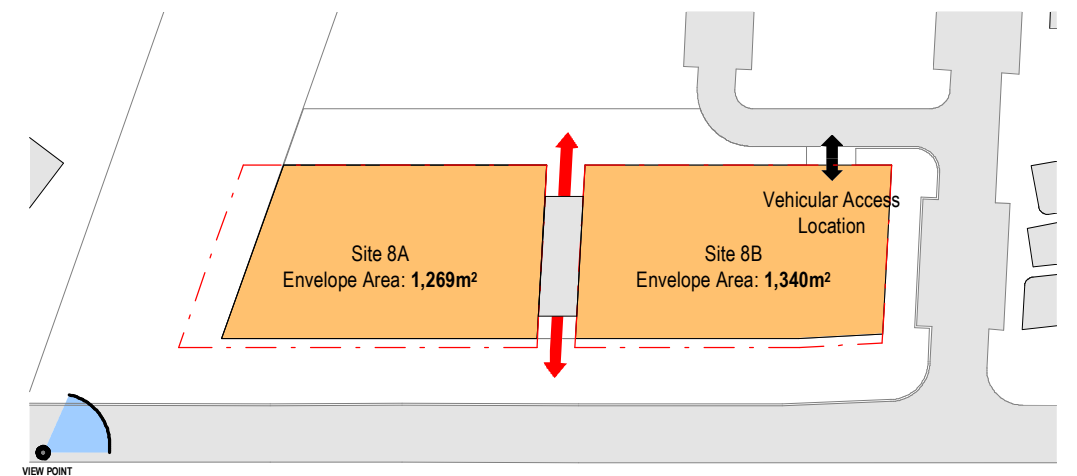 Vehicular Access
Location
Site 8A
Envelope Area: 1,269m²
Site 8B
Envelope Area: 1,340m²
VIEW POINT